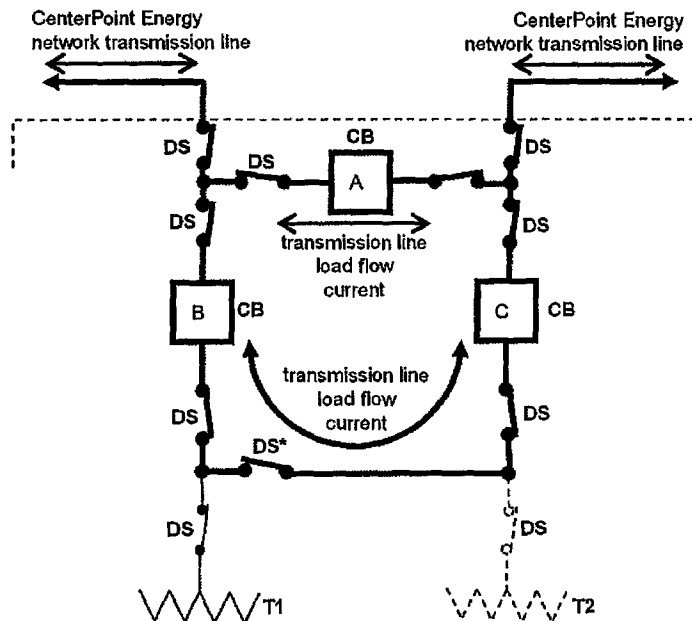 CenterPoint Energy
network transmission line
CenterPoint Energy
network transmission line
DS
DS
CB
A
DS
DS
DS
transmission line
load flow
current
B
CB
C
CB
transmission line
load flow
current
DS
DS*
DS
DS
DS
T1
T2